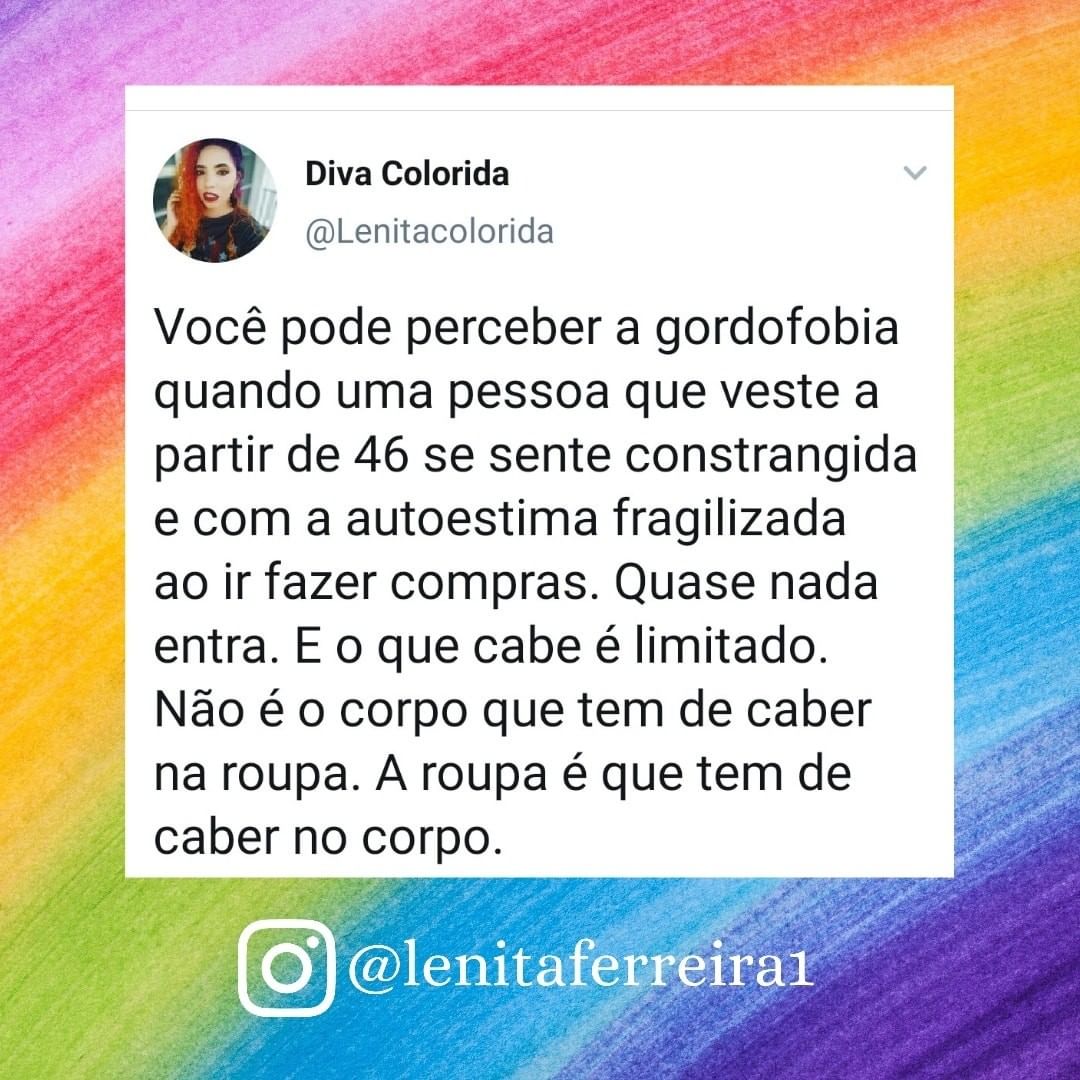 Diva Colorida
@Lenitacolorida
Você pode perceber a gordofobia
quando uma pessoa que veste a
partir de 46 se sente constrangida
e com a autoestima fragilizada
ao ir fazer compras. Quase nada
entra. E o que cabe é limitado.
Não é o corpo que tem de caber
na roupa. A roupa é que tem de
caber no corpo.
@lenitaferreira1